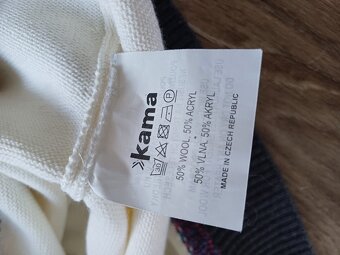 kama
50% WOOL, 50% ACRYL
50% VLNA, 50% AKRYL
MADE IN CZECH REPUBLIC